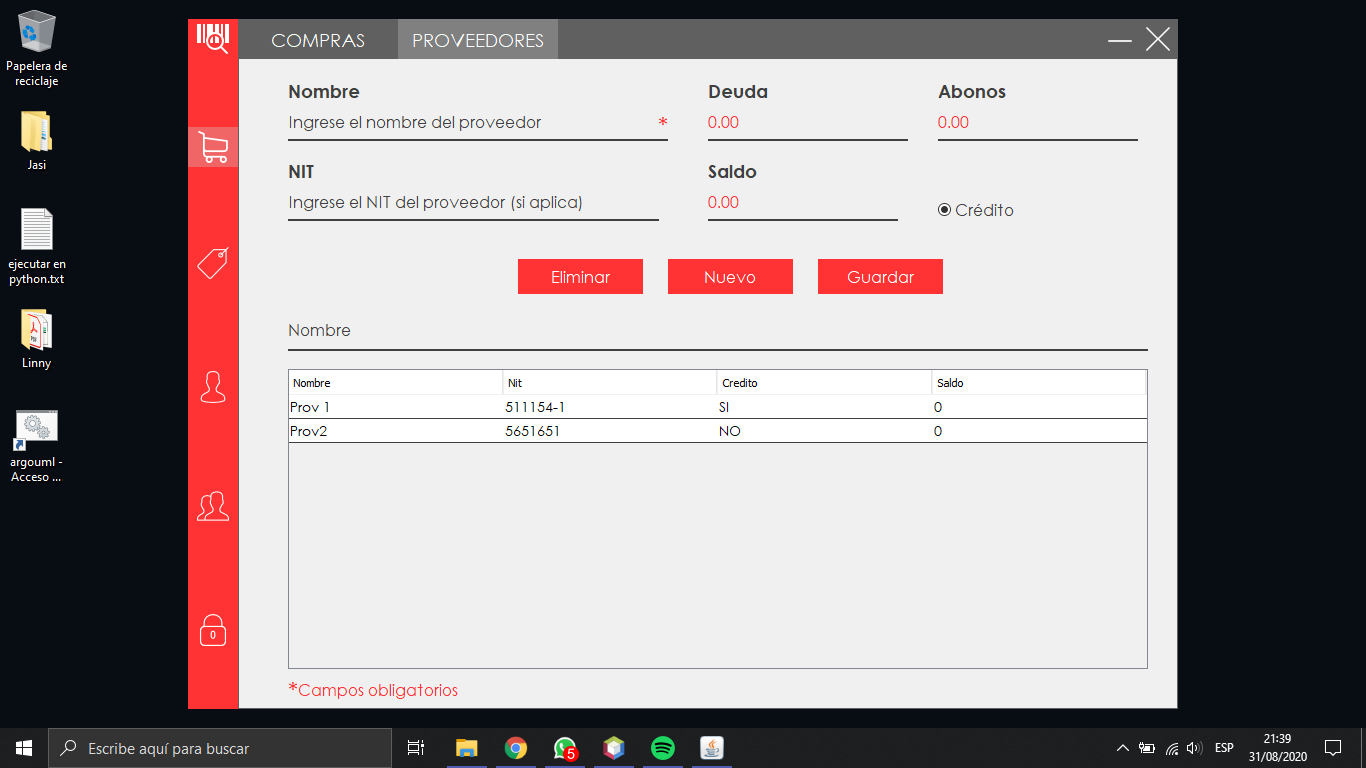 Papelera de
reciclaje
Jasi
ejecutar en
python.txt
Linny
argouml -
Acceso ...
COMPRAS
PROVEEDORES
Nombre
Deuda
Abonos
Ingrese el nombre del proveedor *
0.00
0.00
NIT
Saldo
Ingrese el NIT del proveedor (si aplica)
0.00
Crédito
Eliminar
Nuevo
Guardar
Nombre
Nombre Nit Credito Saldo
Prov 1 511154-1 SI 0
Prov2 5651651 NO 0
0
*Campos obligatorios
Escribe aquí para buscar
5
ESP
21:39
31/08/2020